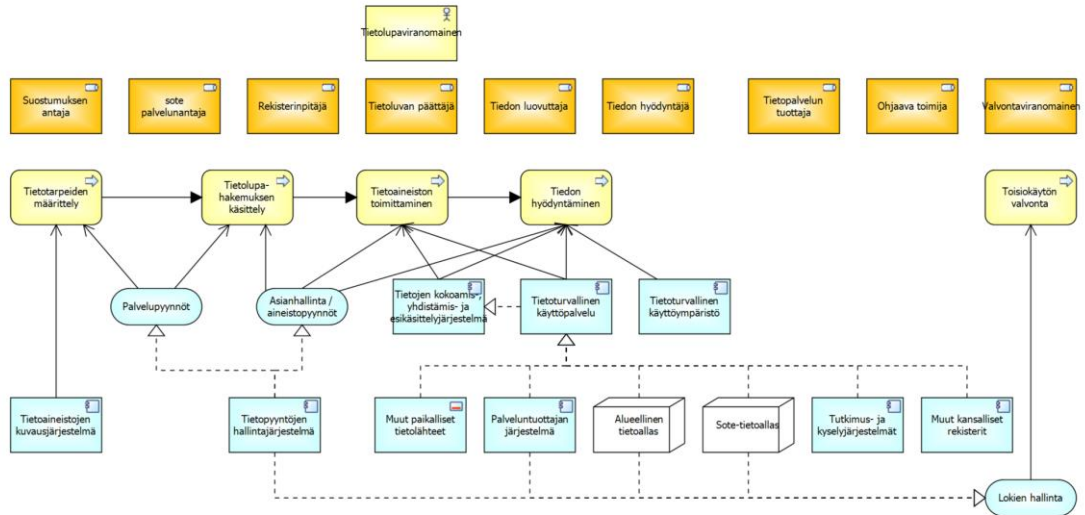 Tietolupaviranomainen
Suostumuksen
antaja
sote
palvelunantaja
Rekisterinpitäjä
Tietoluvan päättäjä
Tiedon luovuttaja
Tiedon hyödyntäjä
Tietopalvelun
tuottaja
Ohjaava toimija
Valvontaviranomainen
Tietotarpeiden
määrittely
Tietolupa-
hakemuksen
käsittely
Tietoaineiston
toimittaminen
Tiedon
hyödyntäminen
Toisiokäytön
valvonta
Palvelupyynnöt
Asianhallinta /
aineistopyynnöt
Tietojen kokoamis-,
yhdistämis- ja
esikäsittelyjärjestelmä
Tietoturvallinen
käyttöpalvelu
Tietoturvallinen
käyttöympäristö
Tietoaineistojen
kuvausjärjestelmä
Tietopyyntöjen
hallintajärjestelmä
Muut paikalliset
tietolähteet
Palveluntuottajan
järjestelmä
Alueellinen
tietoallas
Sote-tietoallas
Tutkimus- ja
kyselyjärjestelmät
Muut kansalliset
rekisterit
Lokien hallinta